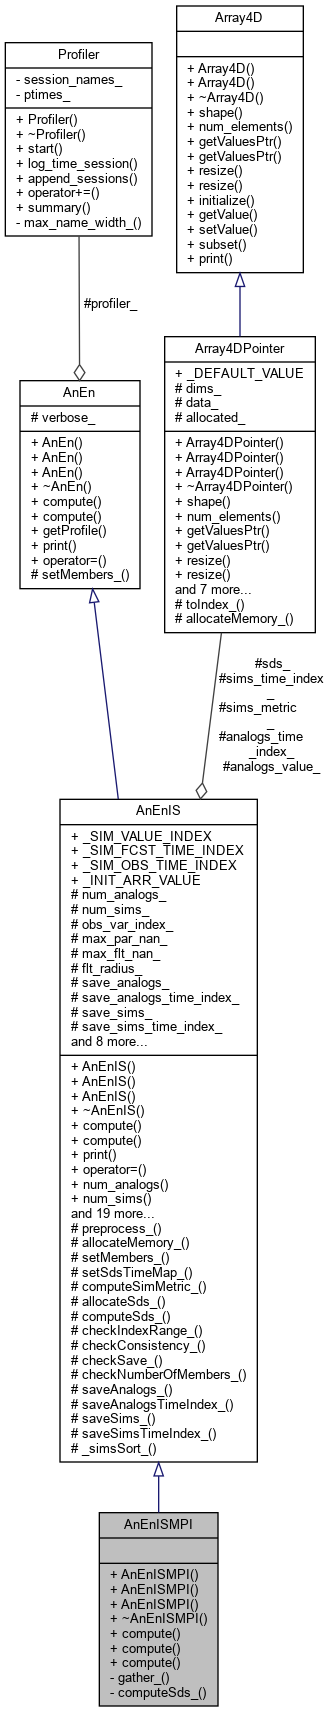 Array4D
+ Array4D()
+ Array4D()
+ ~Array4D()
+ shape()
+ num_elements()
+ getValuesPtr()
+ getValuesPtr()
+ resize()
+ resize()
+ initialize()
+ getValue()
+ setValue()
+ subset()
+ print()
Profiler
- session_names_
- ptimes_
+ Profiler()
+ ~Profiler()
+ start()
+ log_time_session()
+ append_sessions()
+ operator+=()
+ summary()
- max_name_width_()
#profiler_
Array4DPointer
+ _DEFAULT_VALUE
# dims_
# data_
# allocated_
+ Array4DPointer()
+ Array4DPointer()
+ Array4DPointer()
+ ~Array4DPointer()
+ shape()
+ num_elements()
+ getValuesPtr()
+ getValuesPtr()
+ resize()
+ resize()
and 7 more...
# toIndex_()
# allocateMemory_()
AnEn
# verbose_
+ AnEn()
+ AnEn()
+ AnEn()
+ ~AnEn()
+ compute()
+ compute()
+ getProfile()
+ print()
+ operator=()
# setMembers_()
#sds_
#sims_time_index
_
#sims_metric
_
#analogs_time
_index_
#analogs_value_
AnEnIS
+ _SIM_VALUE_INDEX
+ _SIM_FCST_TIME_INDEX
+ _SIM_OBS_TIME_INDEX
+ _INIT_ARR_VALUE
# num_analogs_
# num_sims_
# obs_var_index_
# max_par_nan_
# max_flt_nan_
# flt_radius_
# save_analogs_
# save_analogs_time_index_
# save_sims_
# save_sims_time_index_
and 8 more...
+ AnEnIS()
+ AnEnIS()
+ AnEnIS()
+ ~AnEnIS()
+ compute()
+ compute()
+ print()
+ operator=()
+ num_analogs()
+ num_sims()
and 19 more...
# preprocess_()
# allocateMemory_()
# setMembers_()
# setSdsTimeMap_()
# computeSimMetric_()
# allocateSds_()
# computeSds_()
# checkIndexRange_()
# checkConsistency_()
# checkSave_()
# checkNumberOfMembers_()
# saveAnalogs_()
# saveAnalogsTimeIndex_()
# saveSims_()
# saveSimsTimeIndex_()
# _simsSort_()
AnEnISMPI
+ AnEnISMPI()
+ AnEnISMPI()
+ AnEnISMPI()
+ ~AnEnISMPI()
+ compute()
+ compute()
+ compute()
- gather_()
- computeSds_()